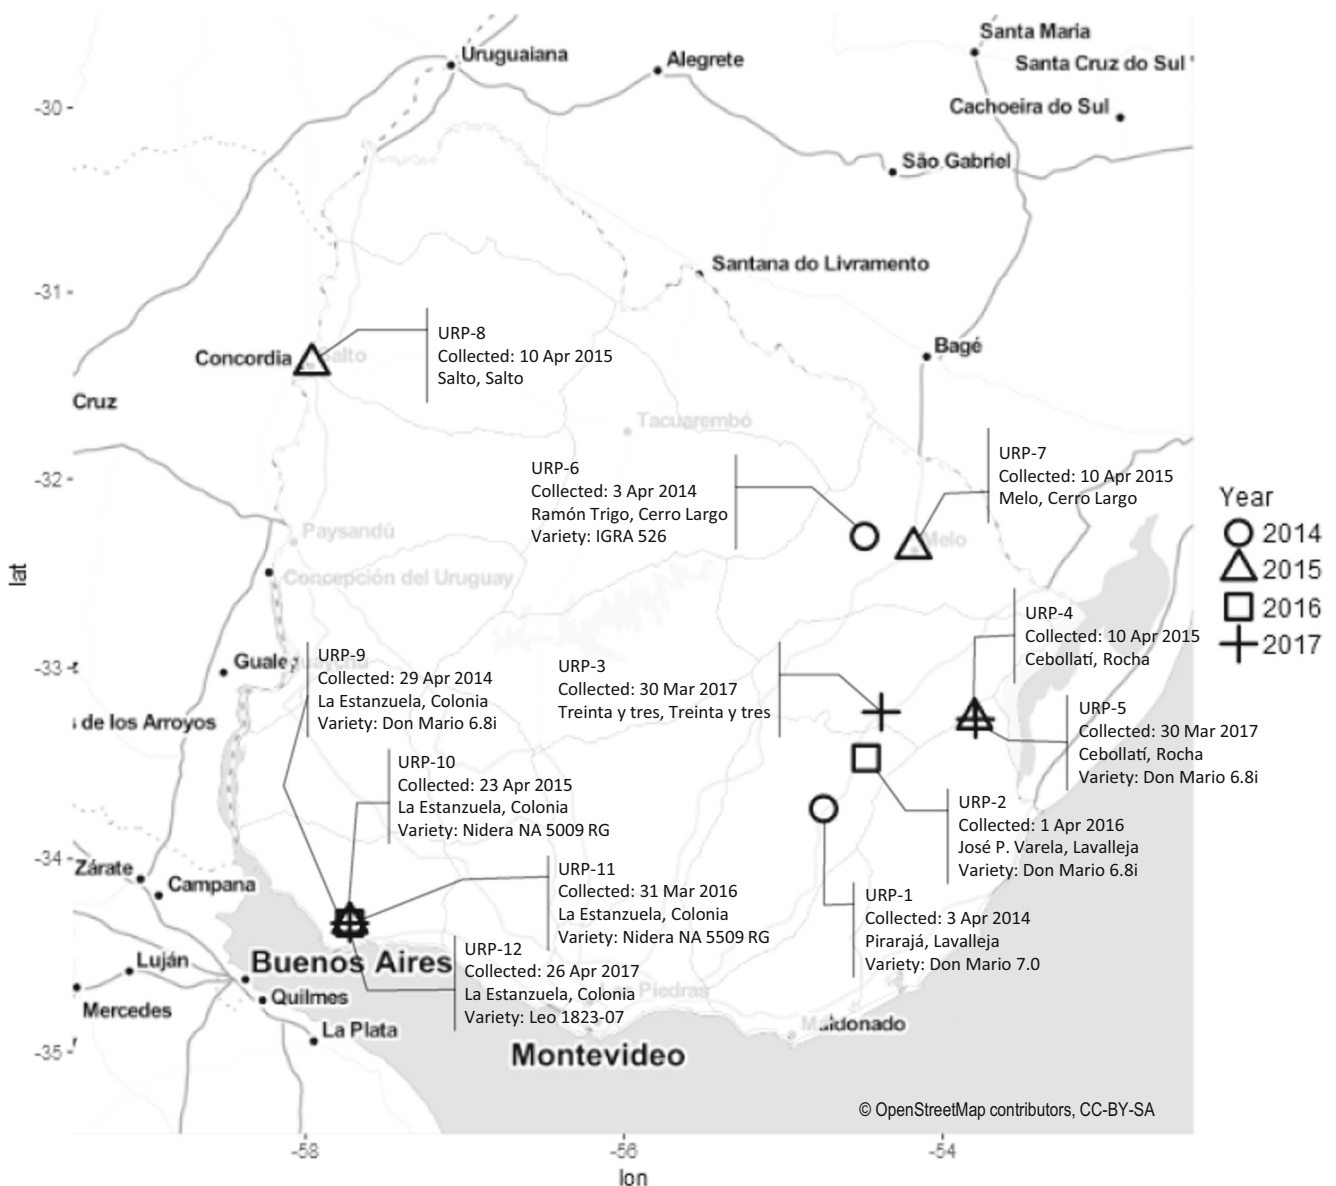 Uruguaiana
Alegrete
Santa Maria
Santa Cruz do Sul
Cachoeira do Sul
-30
São Gabriel
Santana do Livramento
-31
URP-8
Collected: 10 Apr 2015
Salto, Salto
Concordia
Salto
Bagé
Cruz
Tacuarembó
-32
URP-6
Collected: 3 Apr 2014
Ramón Trigo, Cerro Largo
Variety: IGRA 526
URP-7
Collected: 10 Apr 2015
Melo, Cerro Largo
Melo
Year
2014
2015
2016
2017
Paysandú
Concepción del Uruguay
lat
URP-4
Collected: 10 Apr 2015
Cebollatí, Rocha
-33
Gualeguaychú
URP-9
Collected: 29 Apr 2014
La Estanzuela, Colonia
Variety: Don Mario 6.8i
URP-3
Collected: 30 Mar 2017
Treinta y tres, Treinta y tres
URP-5
Collected: 30 Mar 2017
Cebollatí, Rocha
Variety: Don Mario 6.8i
de los Arroyos
URP-10
Collected: 23 Apr 2015
La Estanzuela, Colonia
Variety: Nidera NA 5009 RG
URP-2
Collected: 1 Apr 2016
José P. Varela, Lavalleja
Variety: Don Mario 6.8i
-34
Zárate
Campana
URP-11
Collected: 31 Mar 2016
La Estanzuela, Colonia
Variety: Nidera NA 5509 RG
URP-1
Collected: 3 Apr 2014
Pirarajá, Lavalleja
Variety: Don Mario 7.0
Luján
Buenos Aires
URP-12
Collected: 26 Apr 2017
La Estanzuela, Colonia
Variety: Leo 1823-07
Mercedes
Quilmes
Las Piedras
La Plata
Maldonado
-35
Montevideo
© OpenStreetMap contributors, CC-BY-SA
-58
-56
-54
lon